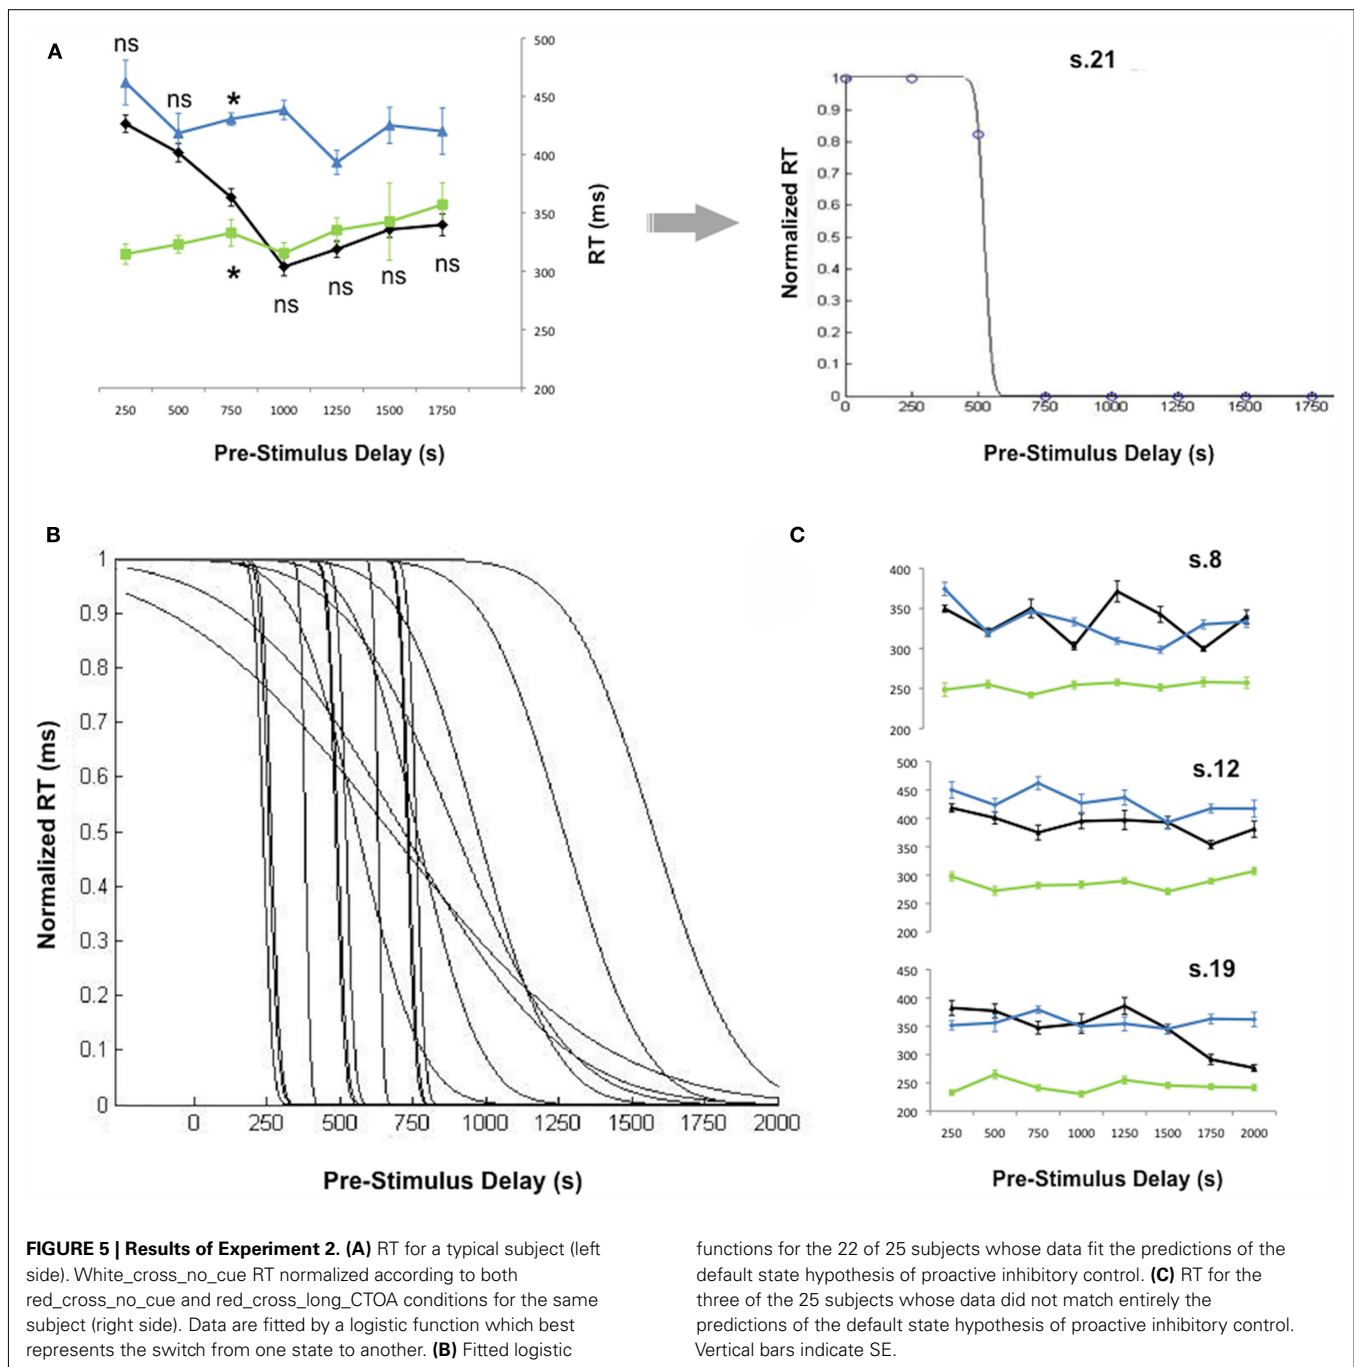 A
ns
ns
*
*
ns
ns
ns
ns
500
450
400
350
300
250
200
RT (ms)
250 500 750 1000 1250 1500 1750
Pre-Stimulus Delay (s)
s.21
1
0.9
0.8
0.7
0.6
0.5
0.4
0.3
0.2
0.1
0
Normalized RT
0 250 500 750 1000 1250 1500 1750
Pre-Stimulus Delay (s)
B
1
0.9
0.8
0.7
0.6
0.5
0.4
0.3
0.2
0.1
0
Normalized RT (ms)
0 250 500 750 1000 1250 1500 1750 2000
Pre-Stimulus Delay (s)
C
s.8
400
350
300
250
200
s.12
500
450
400
350
300
250
200
s.19
450
400
350
300
250
200
250 500 750 1000 1250 1500 1750 2000
Pre-Stimulus Delay (s)
FIGURE 5 | Results of Experiment 2. (A) RT for a typical subject (left
side). White_cross_no_cue RT normalized according to both
red_cross_no_cue and red_cross_long_CTOA conditions for the same
subject (right side). Data are fitted by a logistic function which best
represents the switch from one state to another. (B) Fitted logistic
functions for the 22 of 25 subjects whose data fit the predictions of the
default state hypothesis of proactive inhibitory control. (C) RT for the
three of the 25 subjects whose data did not match entirely the
predictions of the default state hypothesis of proactive inhibitory control.
Vertical bars indicate SE.